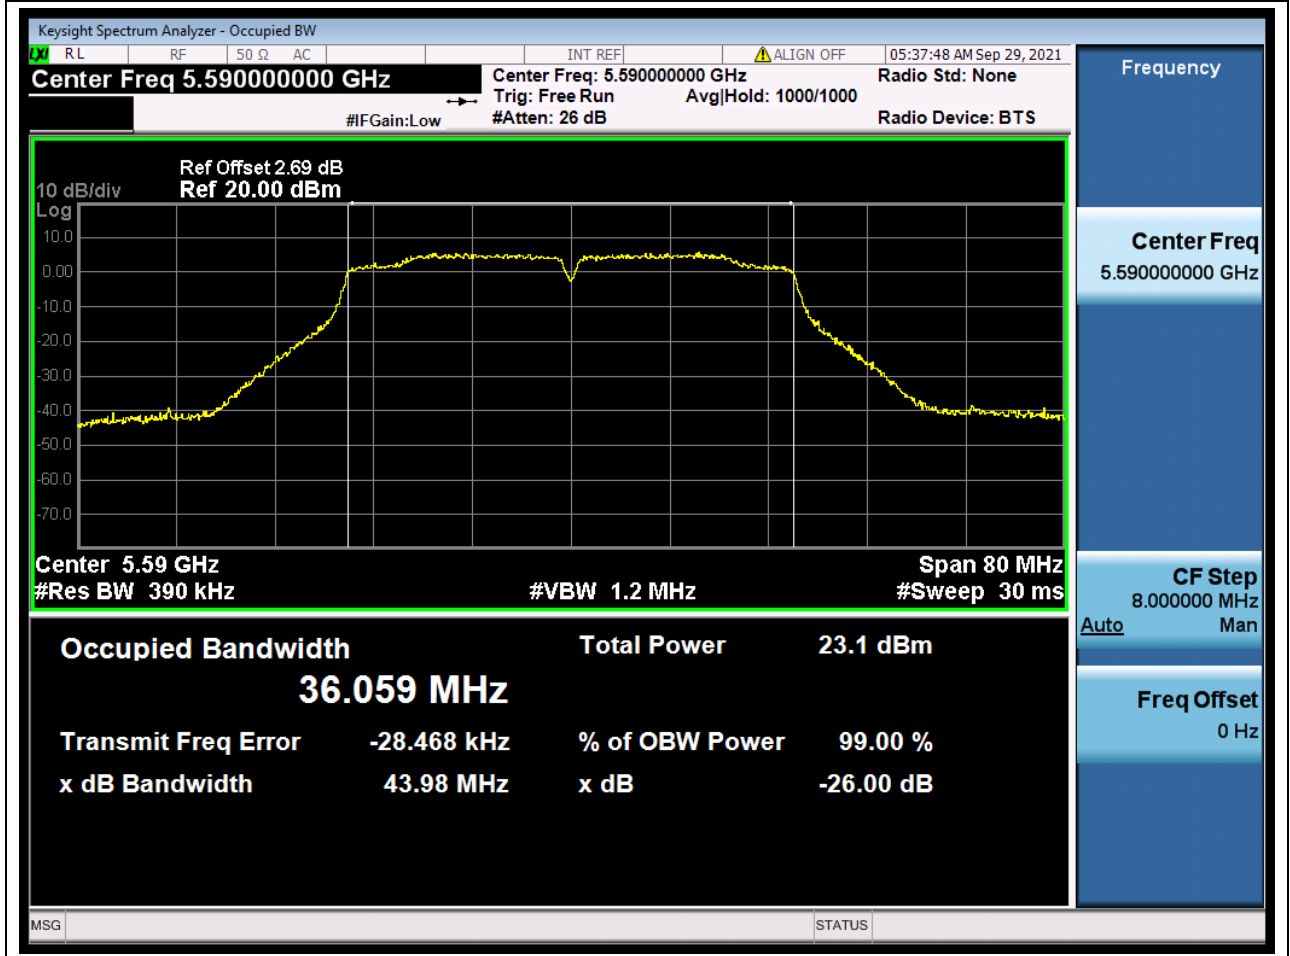 Keysight Spectrum Analyzer - Occupied BW
LXI RL RF 50 Ω AC INT REF ALIGN OFF 05:37:48 AM Sep 29, 2021
Center Freq 5.590000000 GHz
Center Freq: 5.590000000 GHz
Radio Std: None
Trig: Free Run Avg|Hold: 1000/1000
#IFGain:Low #Atten: 26 dB
Radio Device: BTS
Ref Offset 2.69 dB
10 dB/div Ref 20.00 dBm
Log
10.0
0.00
-10.0
-20.0
-30.0
-40.0
-50.0
-60.0
-70.0
Center 5.59 GHz Span 80 MHz
#Res BW 390 kHz #VBW 1.2 MHz #Sweep 30 ms
Occupied Bandwidth Total Power 23.1 dBm
36.059 MHz
Transmit Freq Error -28.468 kHz % of OBW Power 99.00 %
x dB Bandwidth 43.98 MHz x dB -26.00 dB
Frequency
Center Freq
5.590000000 GHz
CF Step
8.000000 MHz
Auto Man
Freq Offset
0 Hz
MSG STATUS